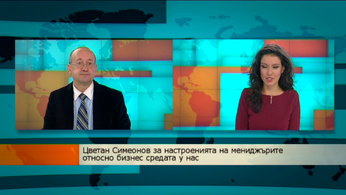 Цветан Симеонов за настроенията на мениджърите
относно бизнес средата у нас